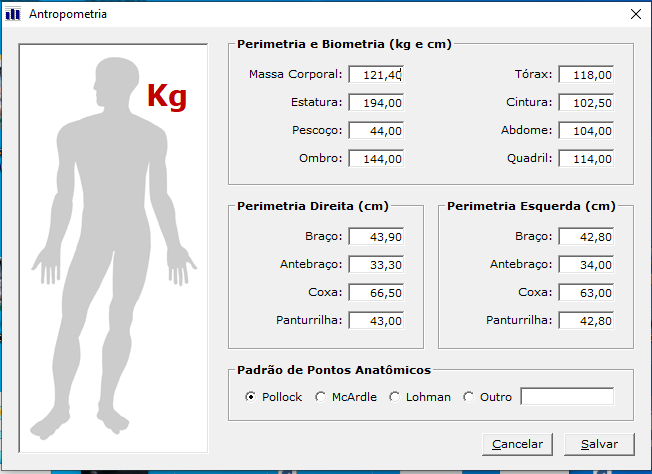 Antropometria
Kg
Perimetria e Biometria (kg e cm)
Massa Corporal: 121,40 Tórax: 118,00
Estatura: 194,00 Cintura: 102,50
Pescoço: 44,00 Abdome: 104,00
Ombro: 144,00 Quadril: 114,00
Perimetria Direita (cm)
Braço: 43,90
Antebraço: 33,30
Coxa: 66,50
Panturrilha: 43,00
Perimetria Esquerda (cm)
Braço: 42,80
Antebraço: 34,00
Coxa: 63,00
Panturrilha: 42,80
Padrão de Pontos Anatômicos
Pollock McArdle Lohman Outro
Cancelar Salvar